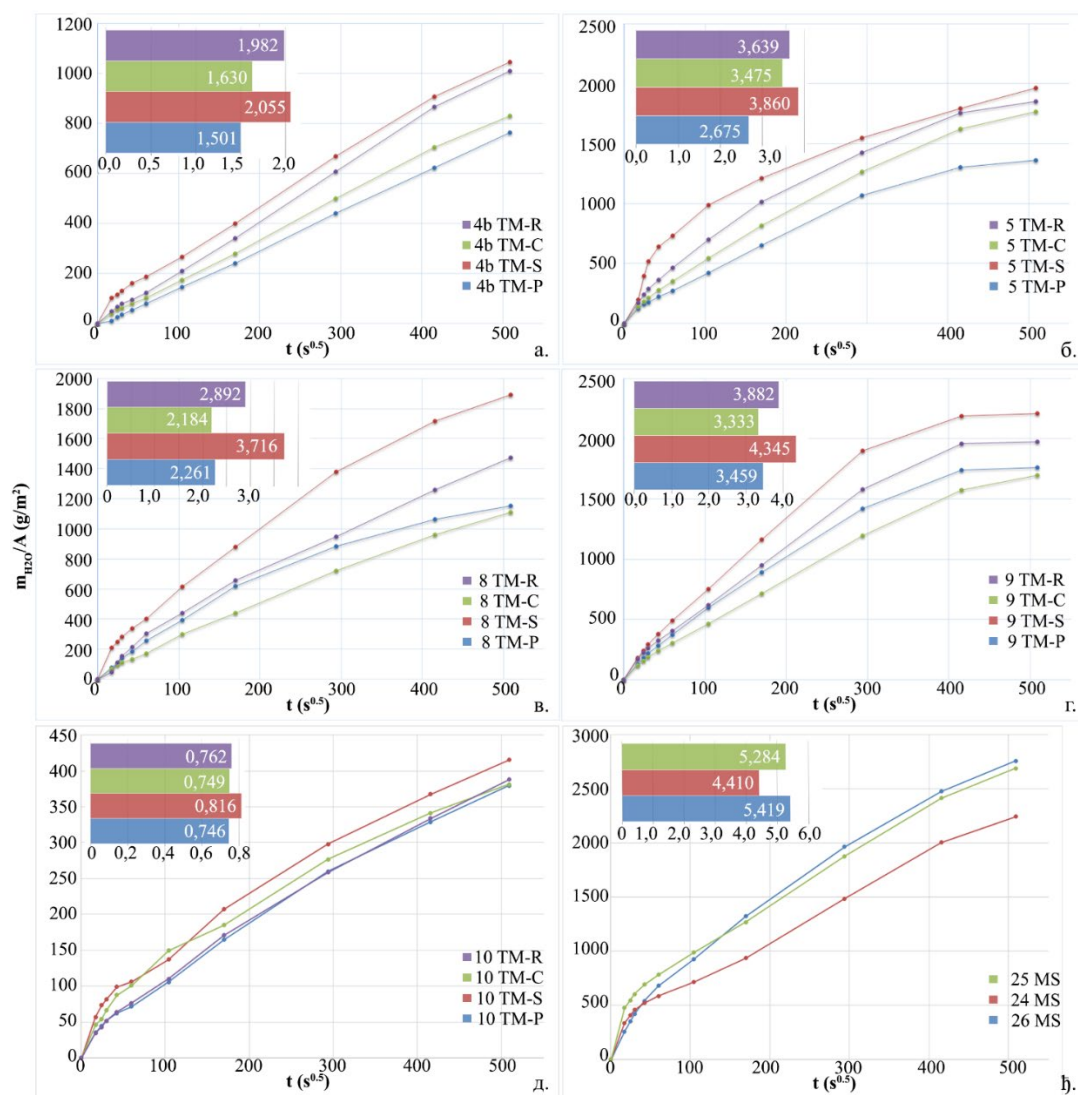 1200
1000
800
600
400
200
0
1,982
1,630
2,055
1,501
0,0 0,5 1,0 1,5 2,0
4b TM-R
4b TM-C
4b TM-S
4b TM-P
0 100 200 300 400 500
t (s^0.5)
а.
2500
2000
1500
1000
500
0
3,639
3,475
3,860
2,675
0,0 1,0 2,0 3,0
5 TM-R
5 TM-C
5 TM-S
5 TM-P
0 100 200 300 400 500
t (s^0.5)
б.
m_H2O/A (g/m²)
2000
1800
1600
1400
1200
1000
800
600
400
200
0
2,892
2,184
3,716
2,261
0 1,0 2,0 3,0
8 TM-R
8 TM-C
8 TM-S
8 TM-P
0 100 200 300 400 500
t (s^0.5)
в.
2500
2000
1500
1000
500
0
3,882
3,333
4,345
3,459
0,0 1,0 2,0 3,0 4,0
9 TM-R
9 TM-C
9 TM-S
9 TM-P
0 100 200 300 400 500
t (s^0.5)
г.
450
400
350
300
250
200
150
100
50
0
0,762
0,749
0,816
0,746
0 0,2 0,4 0,6 0,8
10 TM-R
10 TM-C
10 TM-S
10 TM-P
0 100 200 300 400 500
t (s^0.5)
д.
3000
2500
2000
1500
1000
500
0
5,284
4,410
5,419
0 1,0 2,0 3,0 4,0 5,0 6,0
25 MS
24 MS
26 MS
0 100 200 300 400 500
t (s^0.5)
ђ.